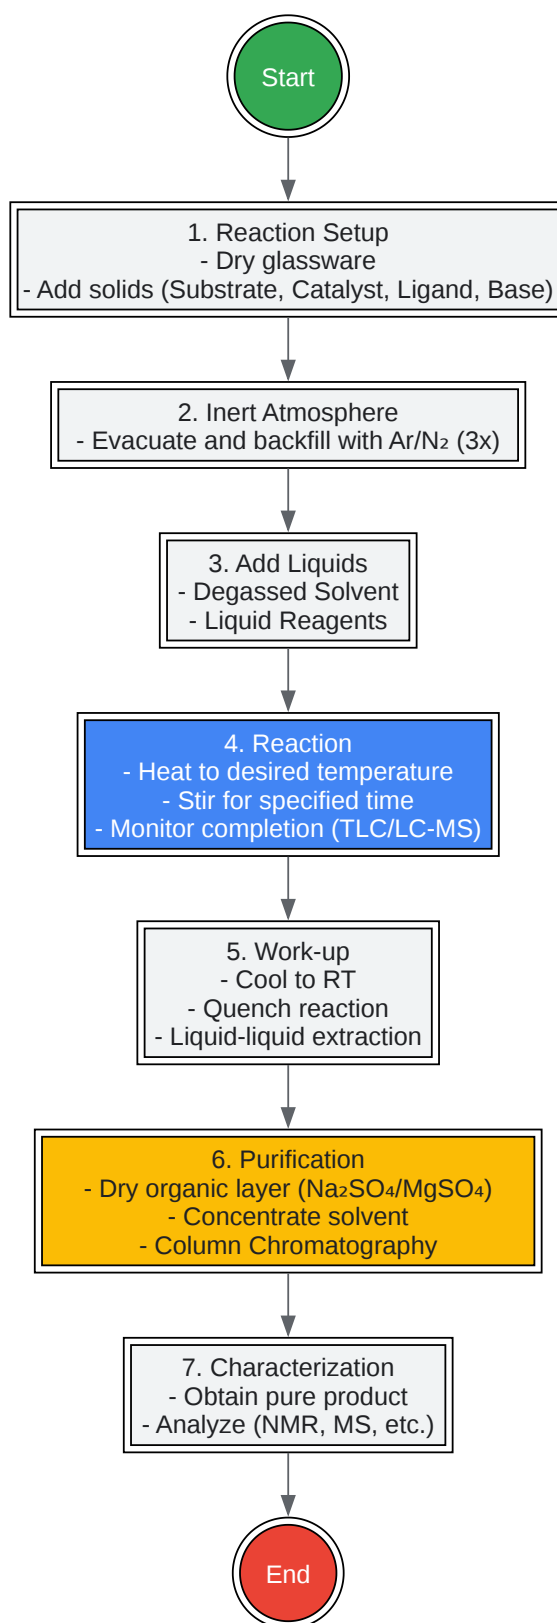 Start
1. Reaction Setup
- Dry glassware
- Add solids (Substrate, Catalyst, Ligand, Base)
2. Inert Atmosphere
- Evacuate and backfill with Ar/N₂ (3x)
3. Add Liquids
- Degassed Solvent
- Liquid Reagents
4. Reaction
- Heat to desired temperature
- Stir for specified time
- Monitor completion (TLC/LC-MS)
5. Work-up
- Cool to RT
- Quench reaction
- Liquid-liquid extraction
6. Purification
- Dry organic layer (Na₂SO₄/MgSO₄)
- Concentrate solvent
- Column Chromatography
7. Characterization
- Obtain pure product
- Analyze (NMR, MS, etc.)
End